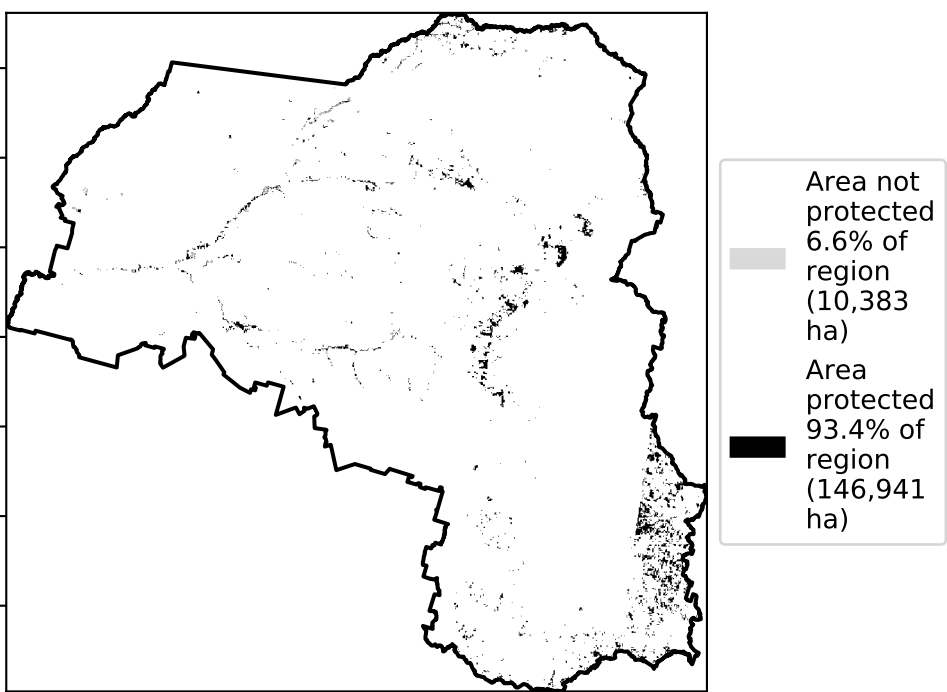 Area not
protected
6.6% of
region
(10,383
ha)
Area
protected
93.4% of
region
(146,941
ha)